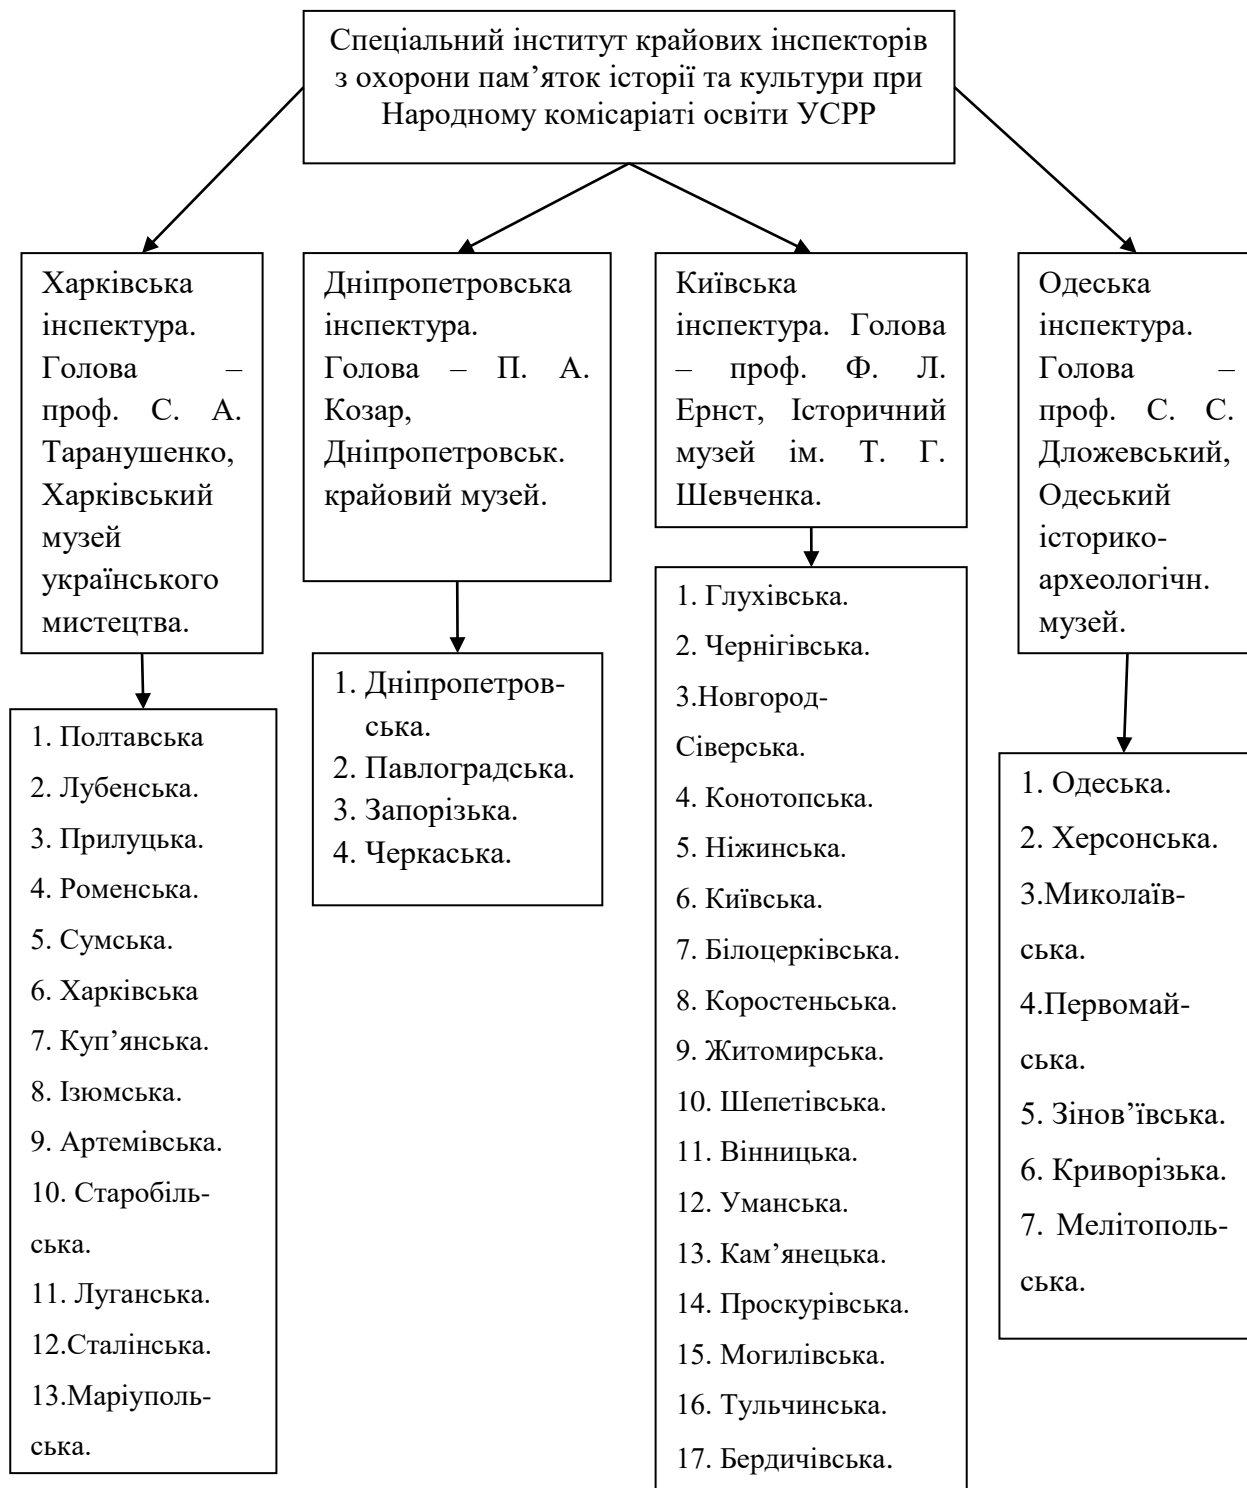 Спеціальний інститут крайових інспекторів
з охорони пам’яток історії та культури при
Народному комісаріаті освіти УСРР
Харківська
інспектура.
Голова –
проф. С. А.
Таранушенко,
Харківський
музей
українського
мистецтва.
Дніпропетровська
інспектура.
Голова – П. А.
Козар,
Дніпропетровськ.
крайовий музей.
Київська
інспектура. Голова
– проф. Ф. Л.
Ернст, Історичний
музей ім. Т. Г.
Шевченка.
Одеська
інспектура.
Голова –
проф. С. С.
Дложевський,
Одеський
історико-
археологічн.
музей.
1. Полтавська
2. Лубенська.
3. Прилуцька.
4. Роменська.
5. Сумська.
6. Харківська
7. Куп’янська.
8. Ізюмська.
9. Артемівська.
10. Старобіль-
ська.
11. Луганська.
12.Сталінська.
13.Маріуполь-
ська.
1. Дніпропетров-
ська.
2. Павлоградська.
3. Запорізька.
4. Черкаська.
1. Глухівська.
2. Чернігівська.
3.Новгород-
Сіверська.
4. Конотопська.
5. Ніжинська.
6. Київська.
7. Білоцерківська.
8. Коростеньська.
9. Житомирська.
10. Шепетівська.
11. Вінницька.
12. Уманська.
13. Кам’янецька.
14. Проскурівська.
15. Могилівська.
16. Тульчинська.
17. Бердичівська.
1. Одеська.
2. Херсонська.
3.Миколаїв-
ська.
4.Первомай-
ська.
5. Зінов’ївська.
6. Криворізька.
7. Мелітополь-
ська.